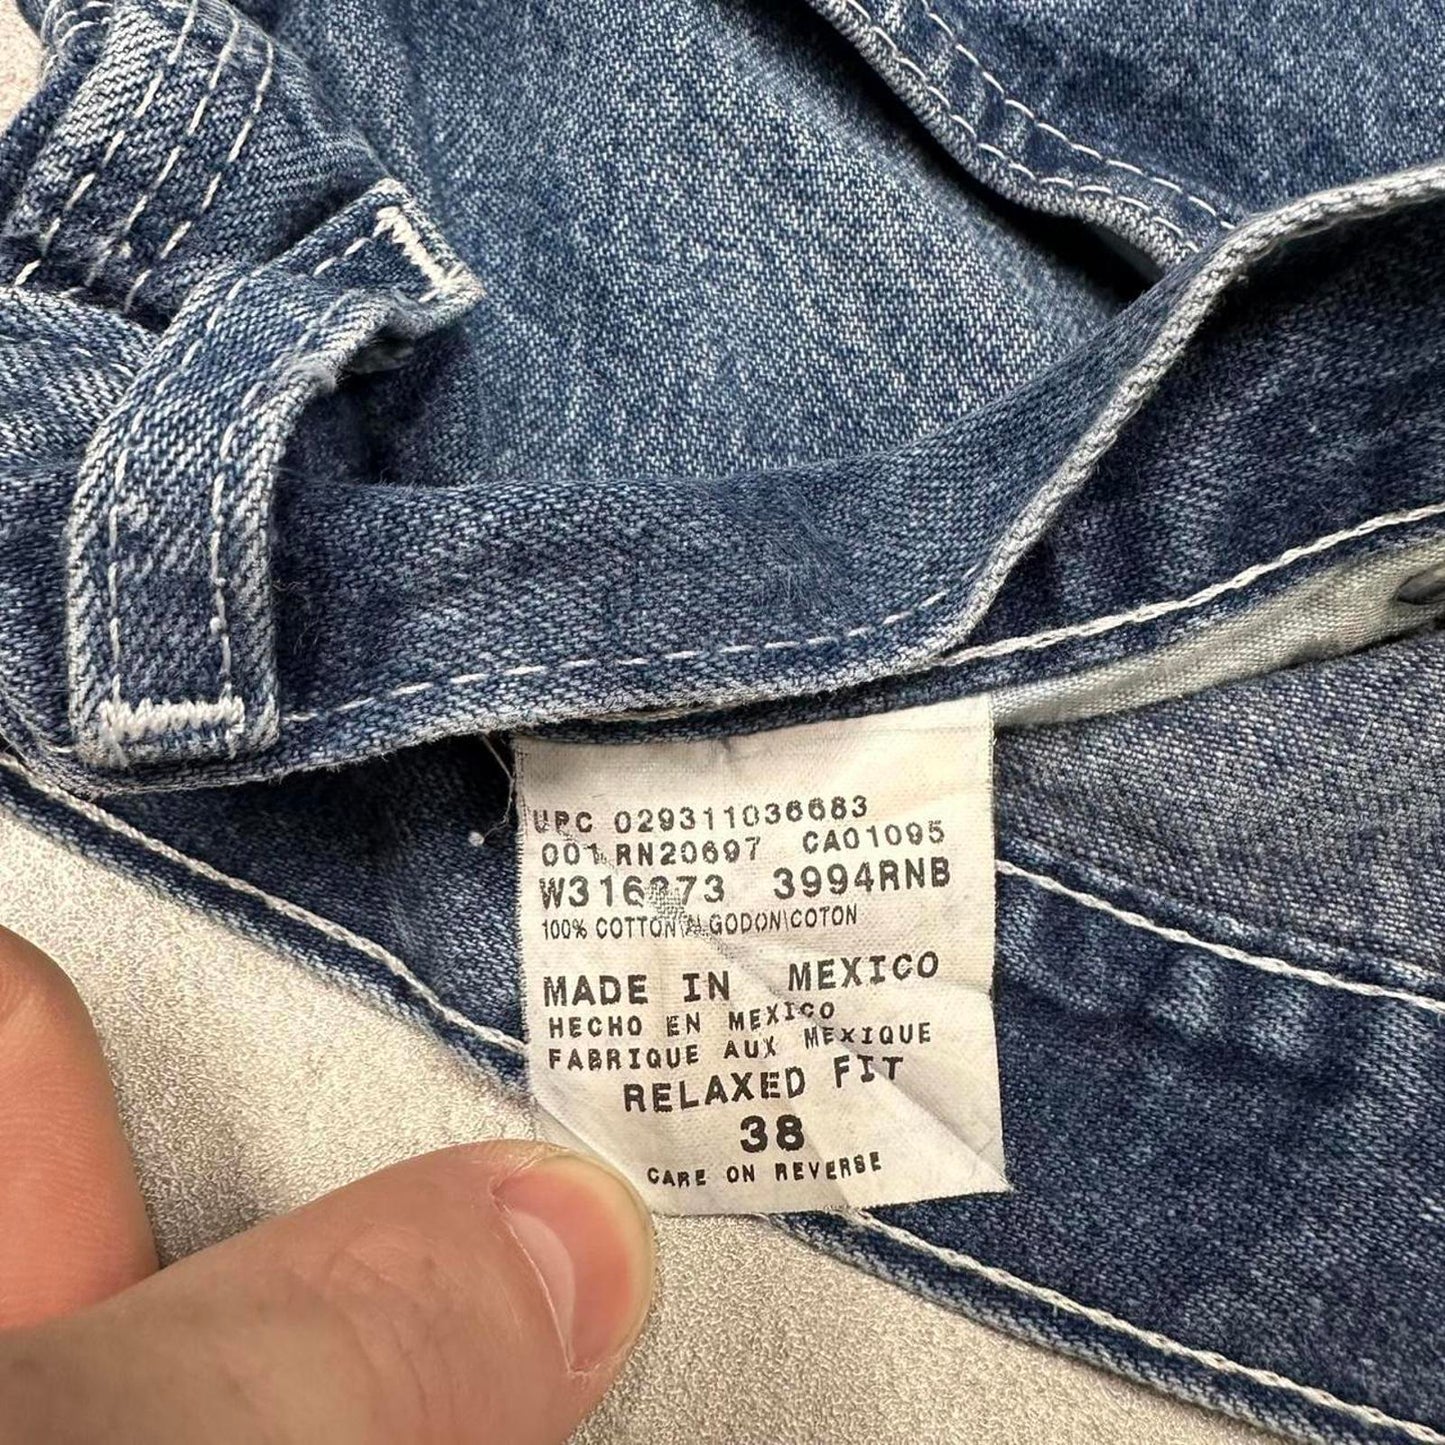 UPC 029311036683
001 RN20697 CA01095
3994RNB
100% COTTON\ALGODON\COTON
MADE IN MEXICO
HECHO EN MEXICO
FABRIQUE AUX MEXIQUE
RELAXED FIT
38
CARE ON REVERSE